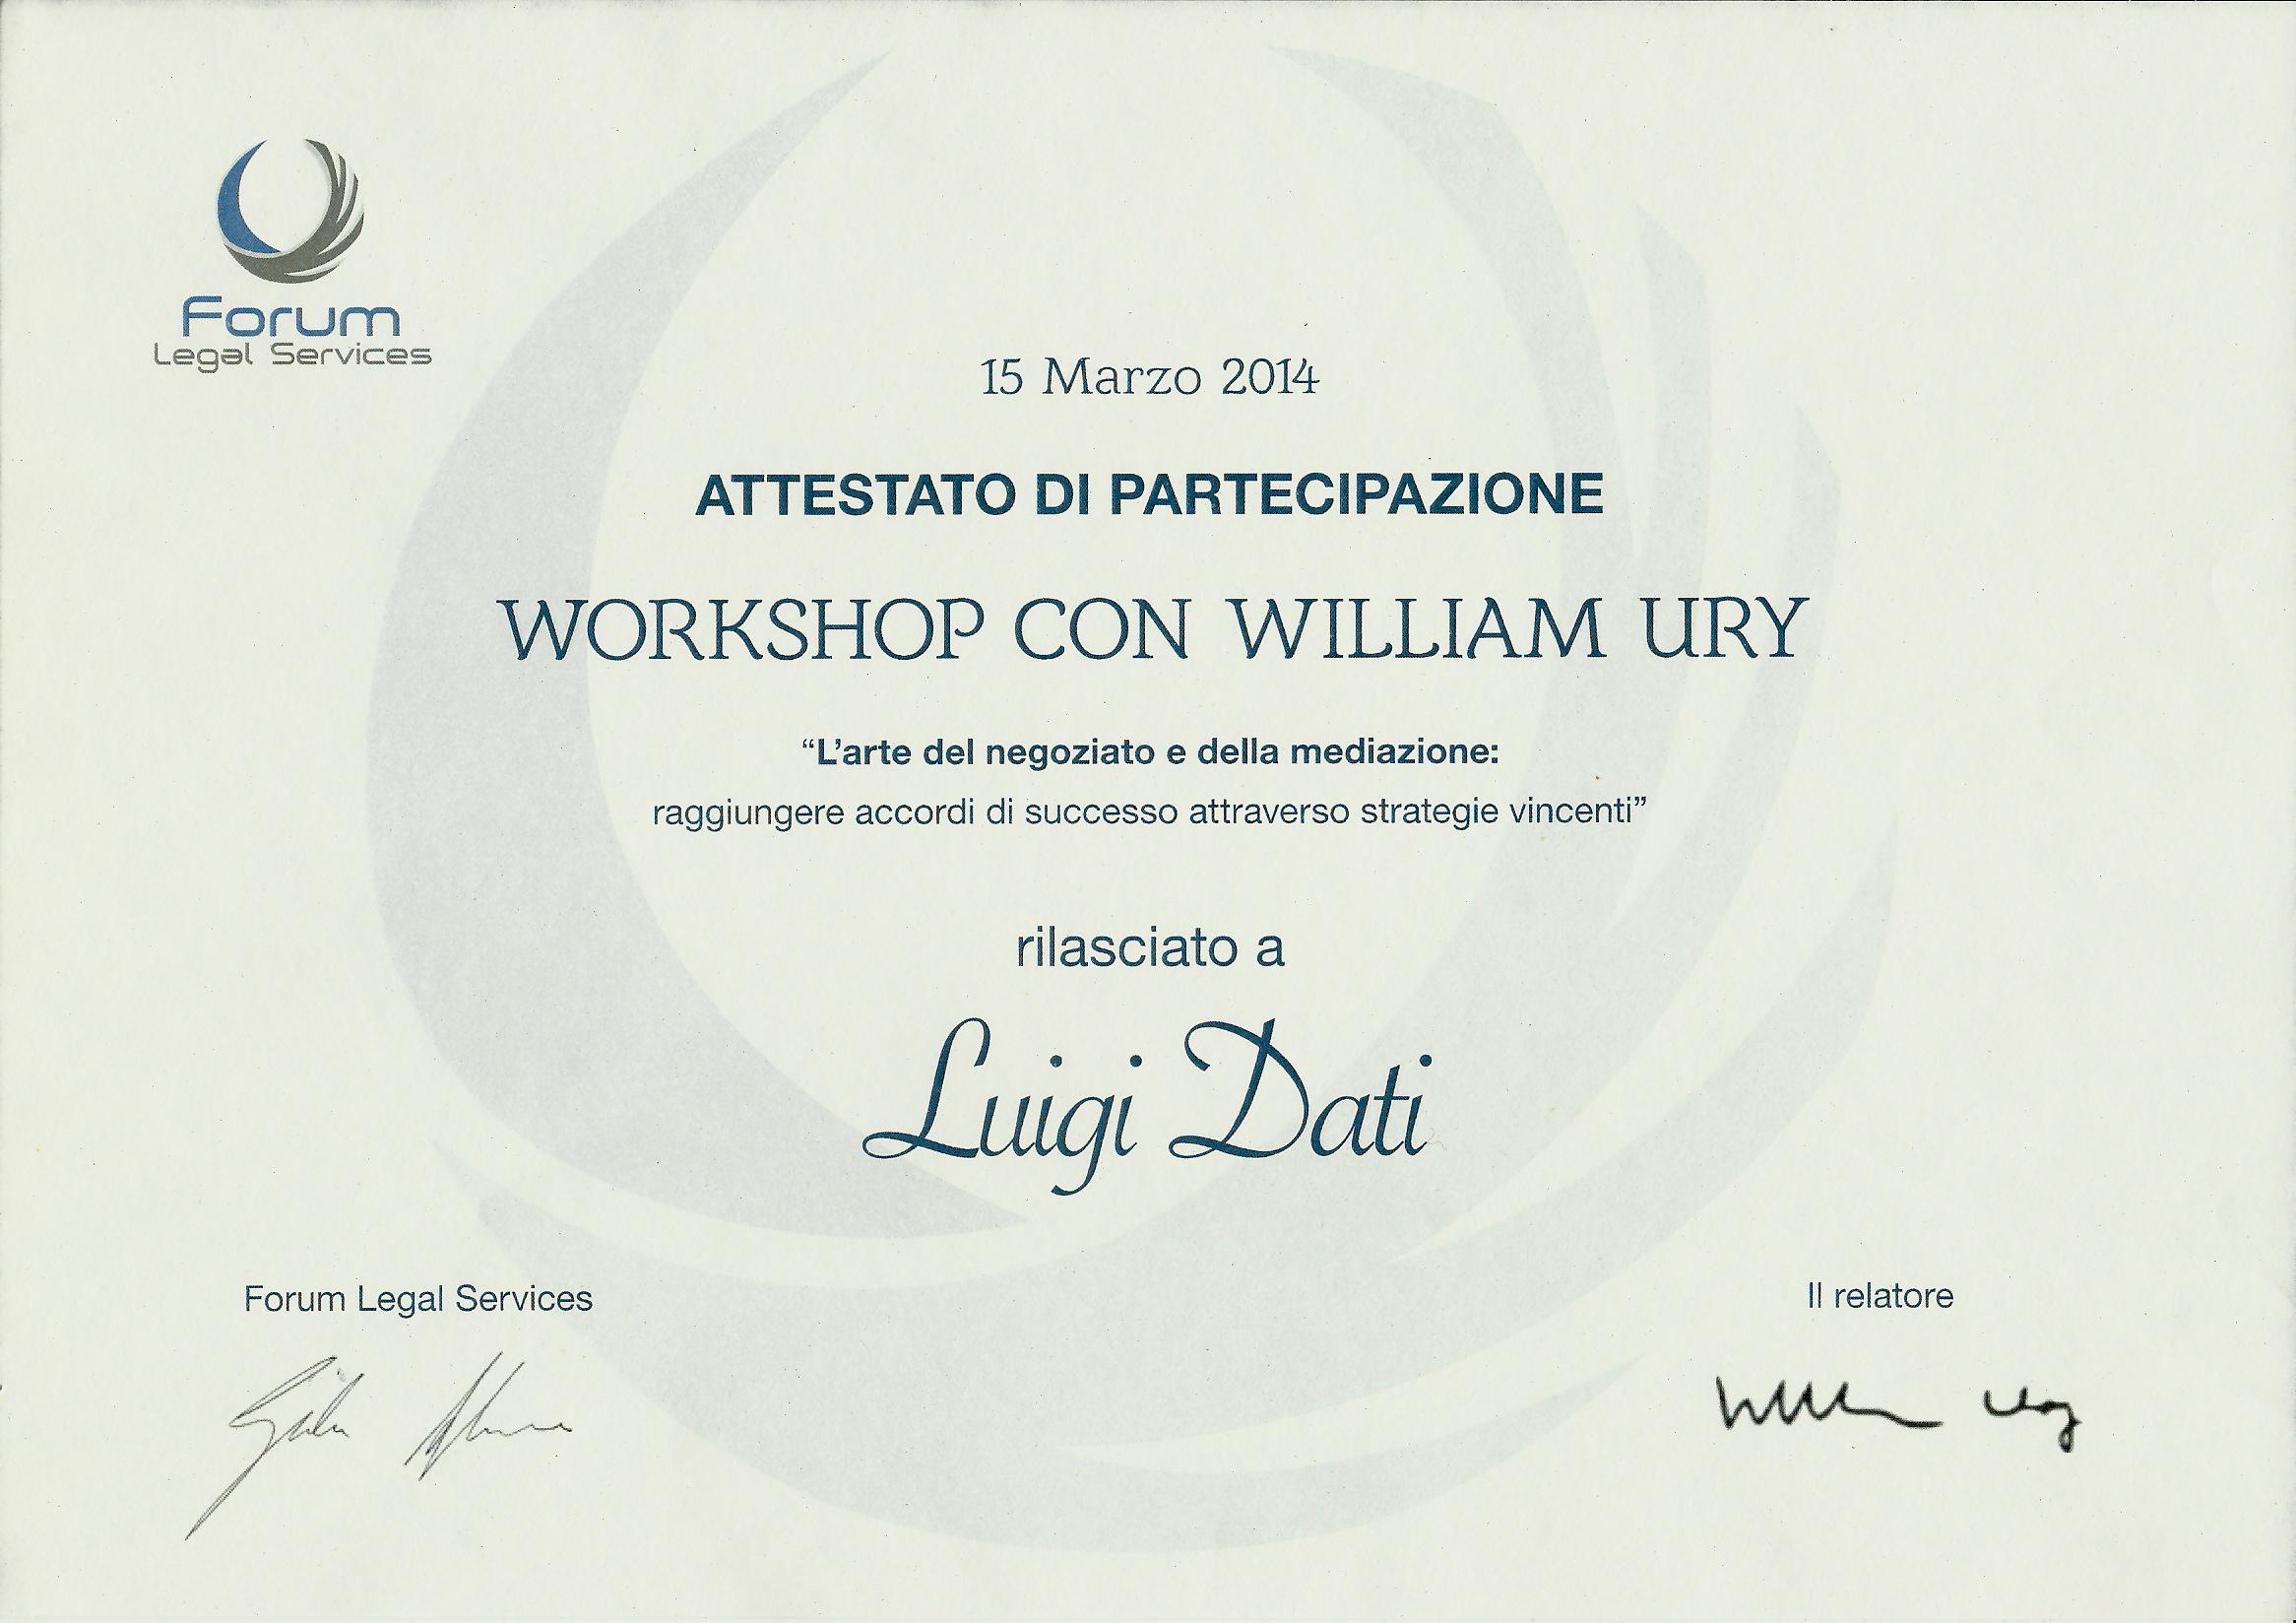 Forum
Legal Services
15 Marzo 2014
ATTESTATO DI PARTECIPAZIONE
WORKSHOP CON WILLIAM URY
“L’arte del negoziato e della mediazione:
raggiungere accordi di successo attraverso strategie vincenti”
rilasciato a
Luigi Dati
Forum Legal Services
Il relatore